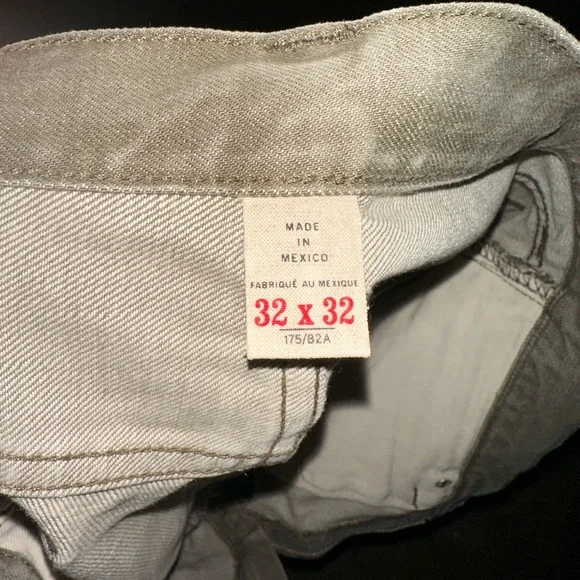 MADE
IN
MEXICO
FABRIQUÉ AU MEXIQUE
32 x 32
175/82A